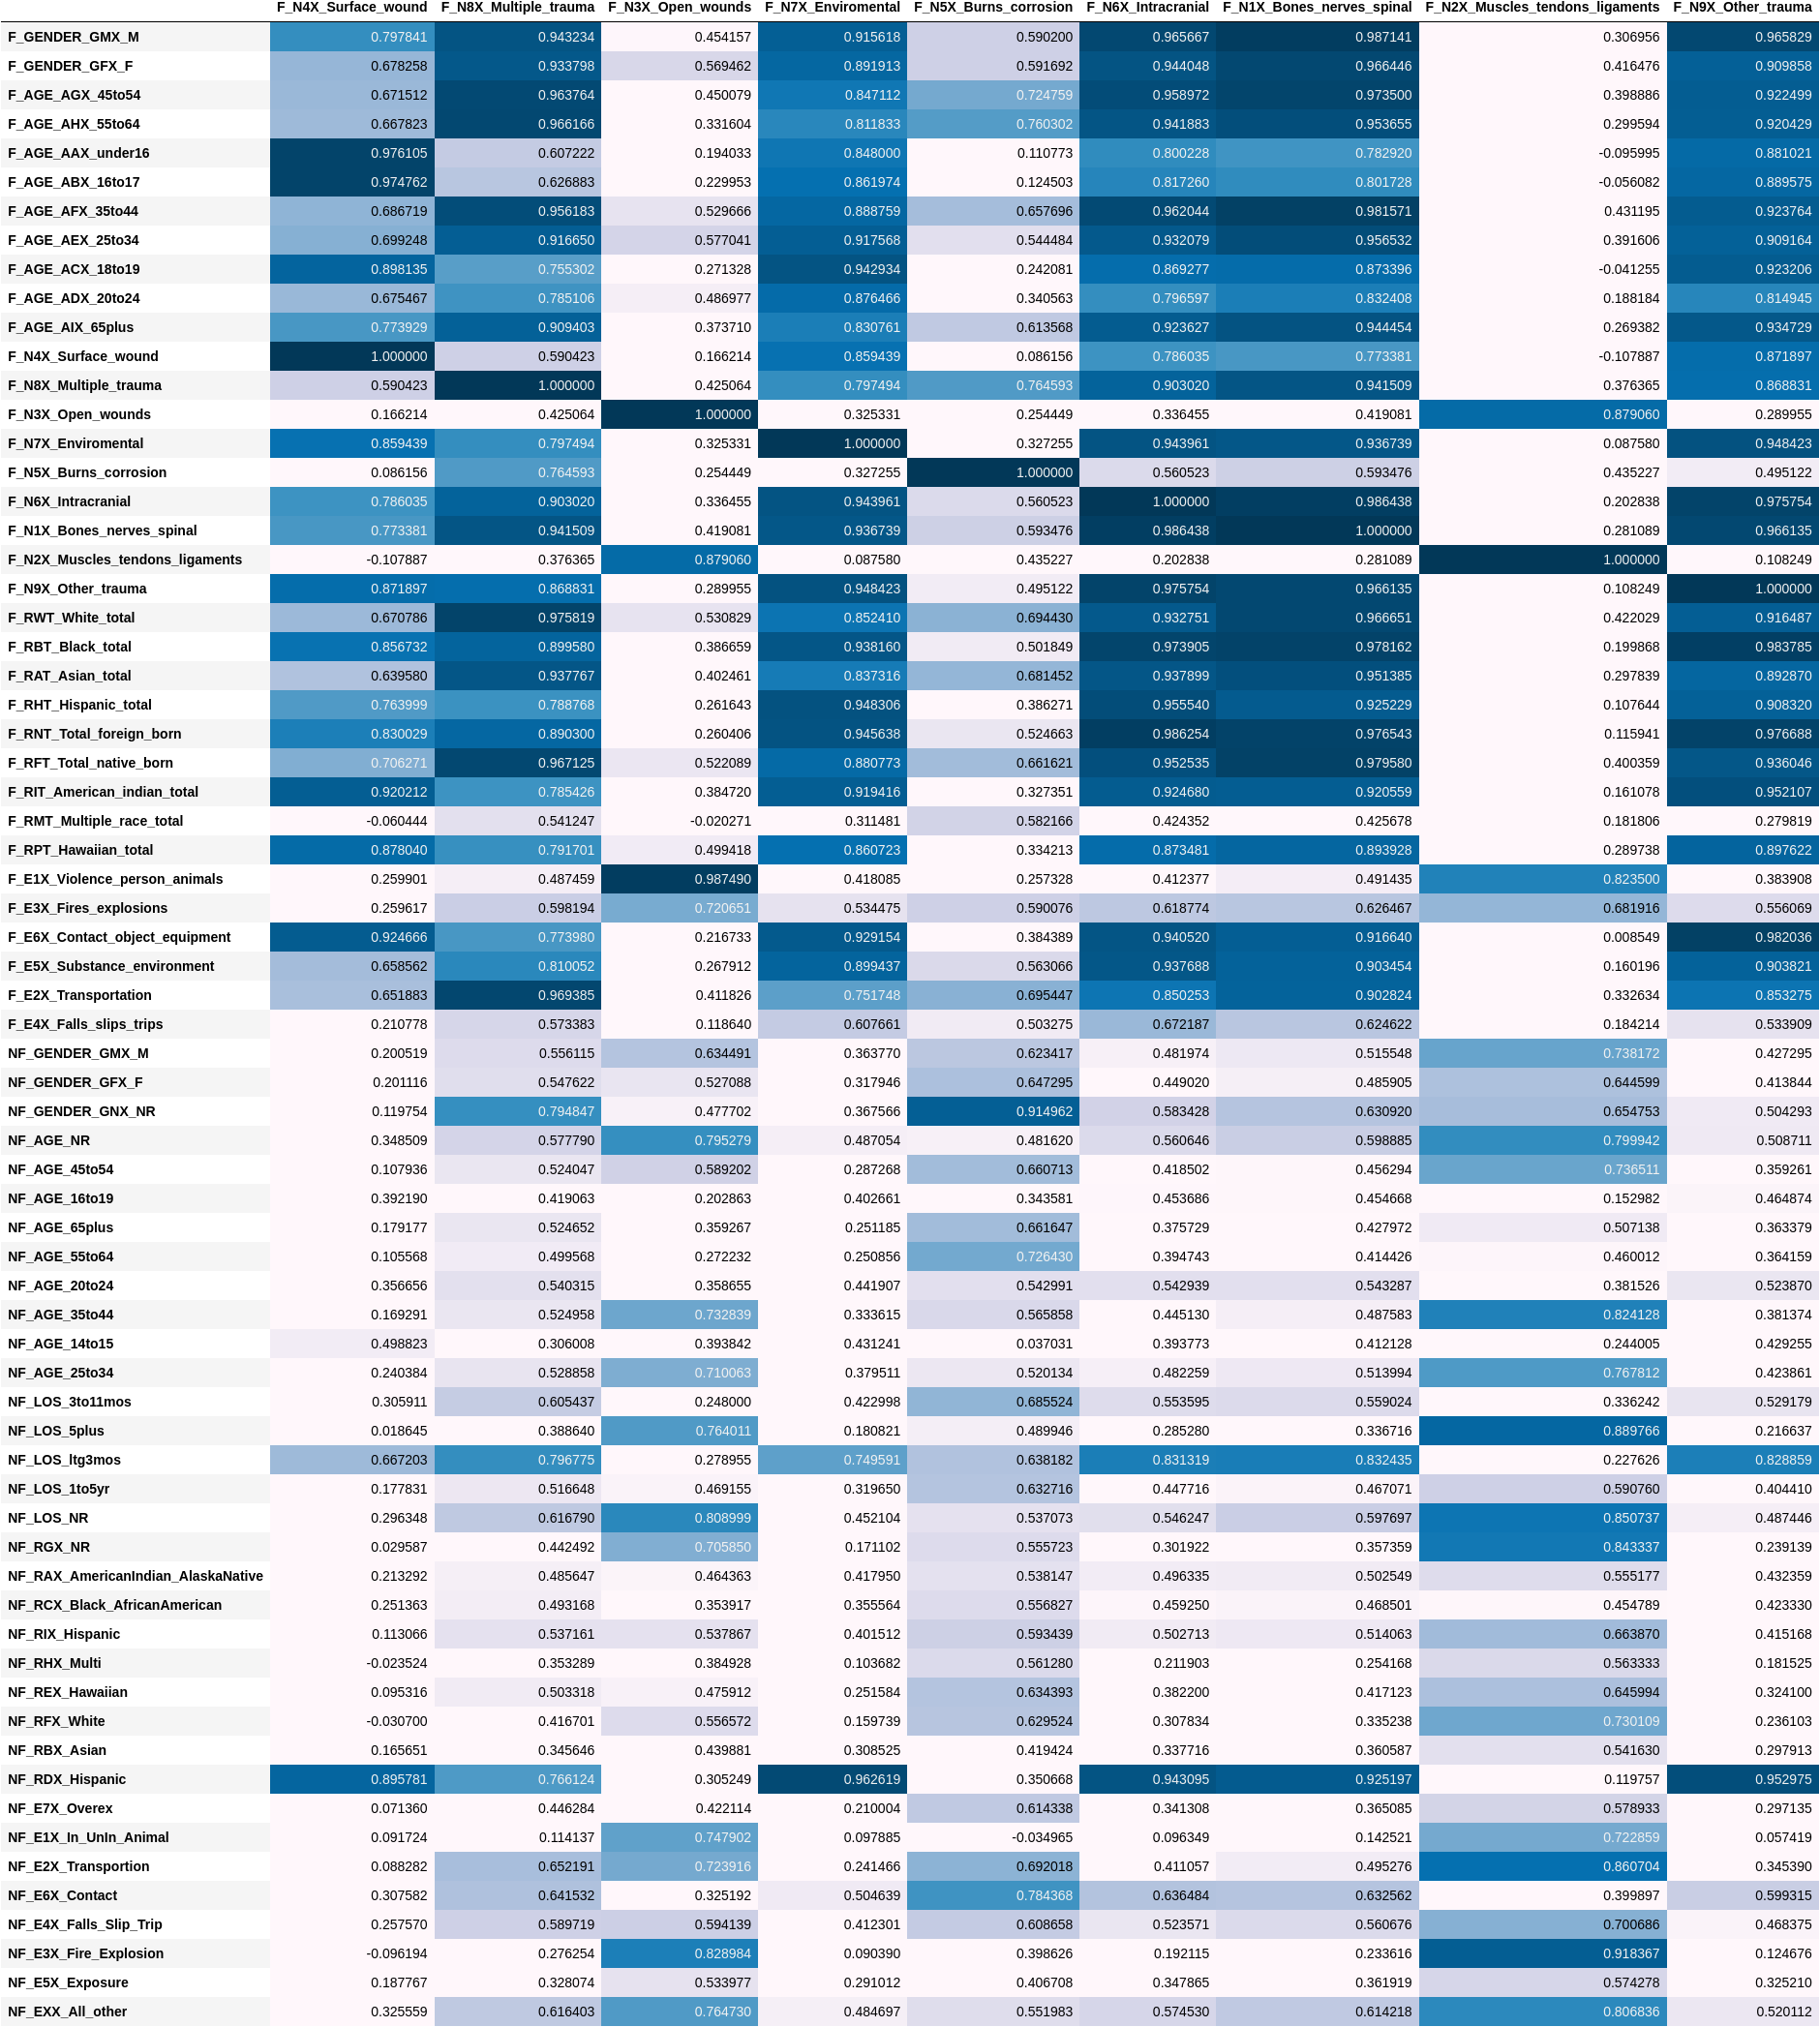 F_N4X_Surface_wound F_N8X_Multiple_trauma F_N3X_Open_wounds F_N7X_Enviromental F_N5X_Burns_corrosion F_N6X_Intracranial F_N1X_Bones_nerves_spinal F_N2X_Muscles_tendons_ligaments F_N9X_Other_trauma
F_GENDER_GMX_M 0.797841 0.943234 0.454157 0.915618 0.590200 0.965667 0.987141 0.306956 0.965829
F_GENDER_GFX_F 0.678258 0.933798 0.569462 0.891913 0.591692 0.944048 0.966446 0.416476 0.909858
F_AGE_AGX_45to54 0.671512 0.963764 0.450079 0.847112 0.724759 0.958972 0.973500 0.398886 0.922499
F_AGE_AHX_55to64 0.667823 0.966166 0.331604 0.811833 0.760302 0.941883 0.953655 0.299594 0.920429
F_AGE_AAX_under16 0.976105 0.607222 0.194033 0.848000 0.110773 0.800228 0.782920 -0.095995 0.881021
F_AGE_ABX_16to17 0.974762 0.626883 0.229953 0.861974 0.124503 0.817260 0.801728 -0.056082 0.889575
F_AGE_AFX_35to44 0.686719 0.956183 0.529666 0.888759 0.657696 0.962044 0.981571 0.431195 0.923764
F_AGE_AEX_25to34 0.699248 0.916650 0.577041 0.917568 0.544484 0.932079 0.956532 0.391606 0.909164
F_AGE_ACX_18to19 0.898135 0.755302 0.271328 0.942934 0.242081 0.869277 0.873396 -0.041255 0.923206
F_AGE_ADX_20to24 0.675467 0.785106 0.486977 0.876466 0.340563 0.796597 0.832408 0.188184 0.814945
F_AGE_AIX_65plus 0.773929 0.909403 0.373710 0.830761 0.613568 0.923627 0.944454 0.269382 0.934729
F_N4X_Surface_wound 1.000000 0.590423 0.166214 0.859439 0.086156 0.786035 0.773381 -0.107887 0.871897
F_N8X_Multiple_trauma 0.590423 1.000000 0.425064 0.797494 0.764593 0.903020 0.941509 0.376365 0.868831
F_N3X_Open_wounds 0.166214 0.425064 1.000000 0.325331 0.254449 0.336455 0.419081 0.879060 0.289955
F_N7X_Enviromental 0.859439 0.797494 0.325331 1.000000 0.327255 0.943961 0.936739 0.087580 0.948423
F_N5X_Burns_corrosion 0.086156 0.764593 0.254449 0.327255 1.000000 0.560523 0.593476 0.435227 0.495122
F_N6X_Intracranial 0.786035 0.903020 0.336455 0.943961 0.560523 1.000000 0.986438 0.202838 0.975754
F_N1X_Bones_nerves_spinal 0.773381 0.941509 0.419081 0.936739 0.593476 0.986438 1.000000 0.281089 0.966135
F_N2X_Muscles_tendons_ligaments -0.107887 0.376365 0.879060 0.087580 0.435227 0.202838 0.281089 1.000000 0.108249
F_N9X_Other_trauma 0.871897 0.868831 0.289955 0.948423 0.495122 0.975754 0.966135 0.108249 1.000000
F_RWT_White_total 0.670786 0.975819 0.530829 0.852410 0.694430 0.932751 0.966651 0.422029 0.916487
F_RBT_Black_total 0.856732 0.899580 0.386659 0.938160 0.501849 0.973905 0.978162 0.199868 0.983785
F_RAT_Asian_total 0.639580 0.937767 0.402461 0.837316 0.681452 0.937899 0.951385 0.297839 0.892870
F_RHT_Hispanic_total 0.763999 0.788768 0.261643 0.948306 0.386271 0.955540 0.925229 0.107644 0.908320
F_RNT_Total_foreign_born 0.830029 0.890300 0.260406 0.945638 0.524663 0.986254 0.976543 0.115941 0.976688
F_RFT_Total_native_born 0.706271 0.967125 0.522089 0.880773 0.661621 0.952535 0.979580 0.400359 0.936046
F_RIT_American_indian_total 0.920212 0.785426 0.384720 0.919416 0.327351 0.924680 0.920559 0.161078 0.952107
F_RMT_Multiple_race_total -0.060444 0.541247 -0.020271 0.311481 0.582166 0.424352 0.425678 0.181806 0.279819
F_RPT_Hawaiian_total 0.878040 0.791701 0.499418 0.860723 0.334213 0.873481 0.893928 0.289738 0.897622
F_E1X_Violence_person_animals 0.259901 0.487459 0.987490 0.418085 0.257328 0.412377 0.491435 0.823500 0.383908
F_E3X_Fires_explosions 0.259617 0.598194 0.720651 0.534475 0.590076 0.618774 0.626467 0.681916 0.556069
F_E6X_Contact_object_equipment 0.924666 0.773980 0.216733 0.929154 0.384389 0.940520 0.916640 0.008549 0.982036
F_E5X_Substance_environment 0.658562 0.810052 0.267912 0.899437 0.563066 0.937688 0.903454 0.160196 0.903821
F_E2X_Transportation 0.651883 0.969385 0.411826 0.751748 0.695447 0.850253 0.902824 0.332634 0.853275
F_E4X_Falls_slips_trips 0.210778 0.573383 0.118640 0.607661 0.503275 0.672187 0.624622 0.184214 0.533909
NF_GENDER_GMX_M 0.200519 0.556115 0.634491 0.363770 0.623417 0.481974 0.515548 0.738172 0.427295
NF_GENDER_GFX_F 0.201116 0.547622 0.527088 0.317946 0.647295 0.449020 0.485905 0.644599 0.413844
NF_GENDER_GNX_NR 0.119754 0.794847 0.477702 0.367566 0.914962 0.583428 0.630920 0.654753 0.504293
NF_AGE_NR 0.348509 0.577790 0.795279 0.487054 0.481620 0.560646 0.598885 0.799942 0.508711
NF_AGE_45to54 0.107936 0.524047 0.589202 0.287268 0.660713 0.418502 0.456294 0.736511 0.359261
NF_AGE_16to19 0.392190 0.419063 0.202863 0.402661 0.343581 0.453686 0.454668 0.152982 0.464874
NF_AGE_65plus 0.179177 0.524652 0.359267 0.251185 0.661647 0.375729 0.427972 0.507138 0.363379
NF_AGE_55to64 0.105568 0.499568 0.272232 0.250856 0.726430 0.394743 0.414426 0.460012 0.364159
NF_AGE_20to24 0.356656 0.540315 0.358655 0.441907 0.542991 0.542939 0.543287 0.381526 0.523870
NF_AGE_35to44 0.169291 0.524958 0.732839 0.333615 0.565858 0.445130 0.487583 0.824128 0.381374
NF_AGE_14to15 0.498823 0.306008 0.393842 0.431241 0.037031 0.393773 0.412128 0.244005 0.429255
NF_AGE_25to34 0.240384 0.528858 0.710063 0.379511 0.520134 0.482259 0.513994 0.767812 0.423861
NF_LOS_3to11mos 0.305911 0.605437 0.248000 0.422998 0.685524 0.553595 0.559024 0.336242 0.529179
NF_LOS_5plus 0.018645 0.388640 0.764011 0.180821 0.489946 0.285280 0.336716 0.889766 0.216637
NF_LOS_ltg3mos 0.667203 0.796775 0.278955 0.749591 0.638182 0.831319 0.832435 0.227626 0.828859
NF_LOS_1to5yr 0.177831 0.516648 0.469155 0.319650 0.632716 0.447716 0.467071 0.590760 0.404410
NF_LOS_NR 0.296348 0.616790 0.808999 0.452104 0.537073 0.546247 0.597697 0.850737 0.487446
NF_RGX_NR 0.029587 0.442492 0.705850 0.171102 0.555723 0.301922 0.357359 0.843337 0.239139
NF_RAX_AmericanIndian_AlaskaNative 0.213292 0.485647 0.464363 0.417950 0.538147 0.496335 0.502549 0.555177 0.432359
NF_RCX_Black_AfricanAmerican 0.251363 0.493168 0.353917 0.355564 0.556827 0.459250 0.468501 0.454789 0.423330
NF_RIX_Hispanic 0.113066 0.537161 0.537867 0.401512 0.593439 0.502713 0.514063 0.663870 0.415168
NF_RHX_Multi -0.023524 0.353289 0.384928 0.103682 0.561280 0.211903 0.254168 0.563333 0.181525
NF_REX_Hawaiian 0.095316 0.503318 0.475912 0.251584 0.634393 0.382200 0.417123 0.645994 0.324100
NF_RFX_White -0.030700 0.416701 0.556572 0.159739 0.629524 0.307834 0.335238 0.730109 0.236103
NF_RBX_Asian 0.165651 0.345646 0.439881 0.308525 0.419424 0.337716 0.360587 0.541630 0.297913
NF_RDX_Hispanic 0.895781 0.766124 0.305249 0.962619 0.350668 0.943095 0.925197 0.119757 0.952975
NF_E7X_Overex 0.071360 0.446284 0.422114 0.210004 0.614338 0.341308 0.365085 0.578933 0.297135
NF_E1X_In_UnIn_Animal 0.091724 0.114137 0.747902 0.097885 -0.034965 0.096349 0.142521 0.722859 0.057419
NF_E2X_Transportion 0.088282 0.652191 0.723916 0.241466 0.692018 0.411057 0.495276 0.860704 0.345390
NF_E6X_Contact 0.307582 0.641532 0.325192 0.504639 0.784368 0.636484 0.632562 0.399897 0.599315
NF_E4X_Falls_Slip_Trip 0.257570 0.589719 0.594139 0.412301 0.608658 0.523571 0.560676 0.700686 0.468375
NF_E3X_Fire_Explosion -0.096194 0.276254 0.828984 0.090390 0.398626 0.192115 0.233616 0.918367 0.124676
NF_E5X_Exposure 0.187767 0.328074 0.533977 0.291012 0.406708 0.347865 0.361919 0.574278 0.325210
NF_EXX_All_other 0.325559 0.616403 0.764730 0.484697 0.551983 0.574530 0.614218 0.806836 0.520112